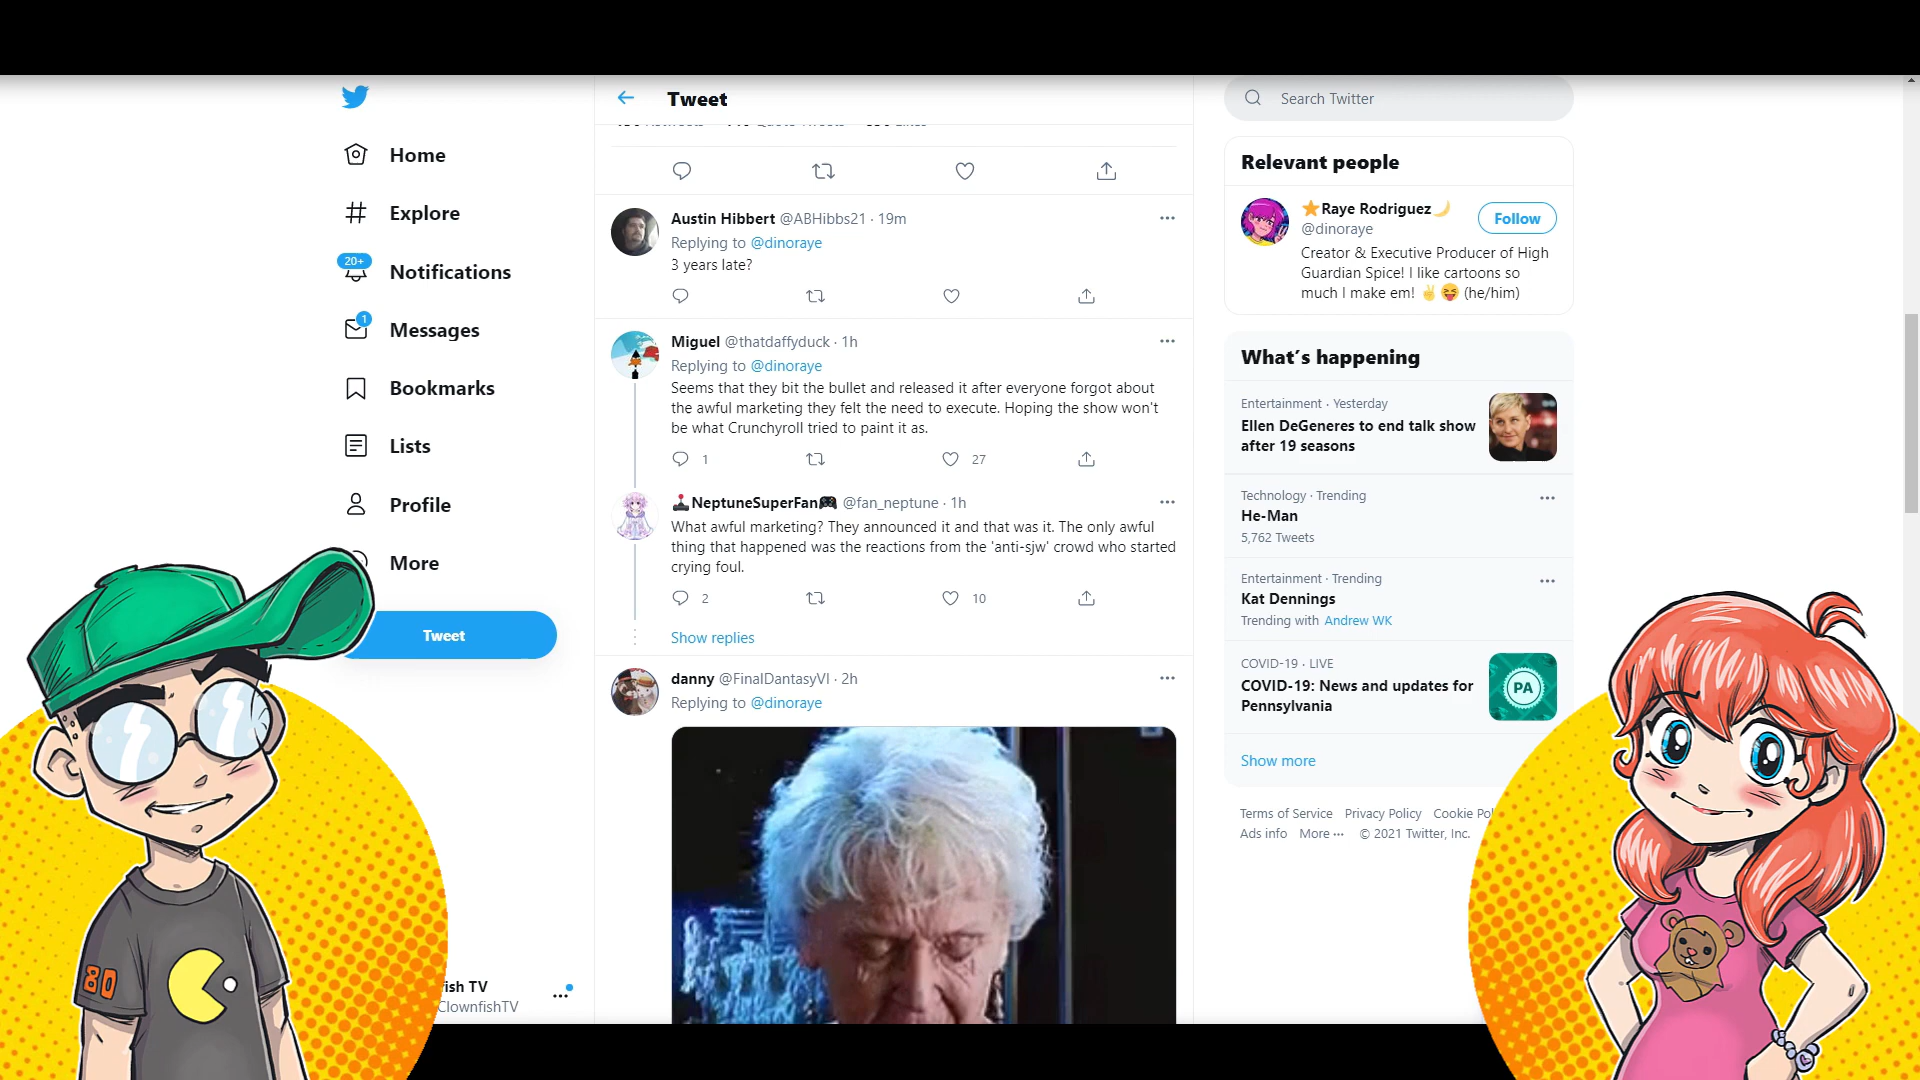 Tweet
Search Twitter
Home
Explore
20+
Notifications
1
Messages
Bookmarks
Lists
Profile
More
Tweet
ish TV
ClownfishTV
Quote Tweets
Austin Hibbert @ABHibbs21 · 19m
Replying to @dinoraye
3 years late?
Miguel @thatdaffyduck · 1h
Replying to @dinoraye
Seems that they bit the bullet and released it after everyone forgot about
the awful marketing they felt the need to execute. Hoping the show won't
be what Crunchyroll tried to paint it as.
1
27
NeptuneSuperFan @fan_neptune · 1h
What awful marketing? They announced it and that was it. The only awful
thing that happened was the reactions from the 'anti-sjw' crowd who started
crying foul.
2
10
Show replies
danny @FinalDantasyVI · 2h
Replying to @dinoraye
Relevant people
Raye Rodriguez
@dinoraye
Follow
Creator & Executive Producer of High
Guardian Spice! I like cartoons so
much I make em! (he/him)
What's happening
Entertainment · Yesterday
Ellen DeGeneres to end talk show
after 19 seasons
Technology · Trending
He-Man
5,762 Tweets
Entertainment · Trending
Kat Dennings
Trending with Andrew WK
COVID-19 · LIVE
COVID-19: News and updates for
Pennsylvania
PA
Show more
Terms of Service Privacy Policy Cookie Pol
Ads info More ··· © 2021 Twitter, Inc.
80